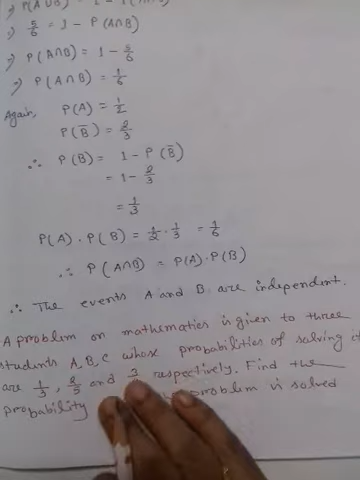 ⇒ P(A∪B) = 1 - P(A∩B)
⇒ 5/6 = 1 - P(A∩B)
⇒ P(A∩B) = 1 - 5/6
⇒ P(A∩B) = 1/6
Again, P(A) = 1/2
P(B̄) = 2/3
∴ P(B) = 1 - P(B̄)
= 1 - 2/3
= 1/3
P(A) · P(B) = 1/2 · 1/3 = 1/6
∴ P(A∩B) = P(A) · P(B)
∴ The events A and B are independent.
A problem on mathematics is given to three
students A, B, C whose probabilities of solving it
are 1/3, 2/5 and respectively. Find the
probability problem is solved